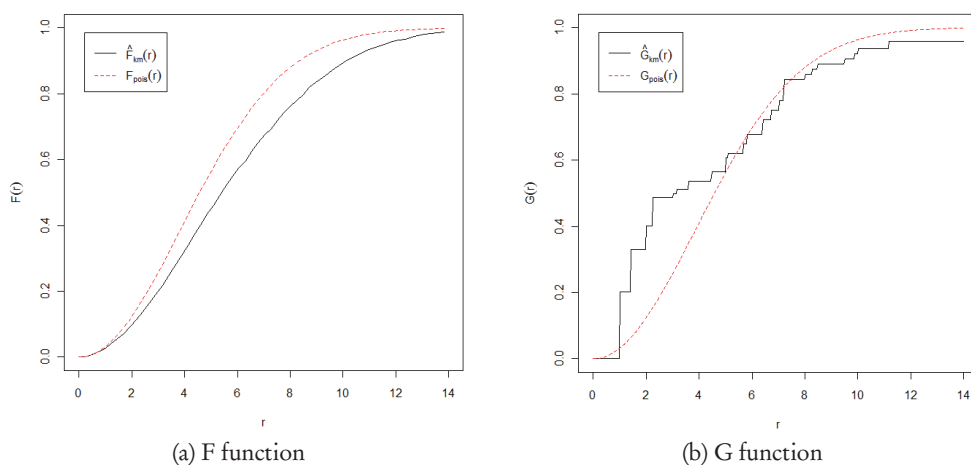 F̂km(r)
Fpois(r)
F(r)
1.0
0.8
0.6
0.4
0.2
0.0
0 2 4 6 8 10 12 14
r
(a) F function
Ĝkm(r)
Gpois(r)
G(r)
1.0
0.8
0.6
0.4
0.2
0.0
0 2 4 6 8 10 12 14
r
(b) G function